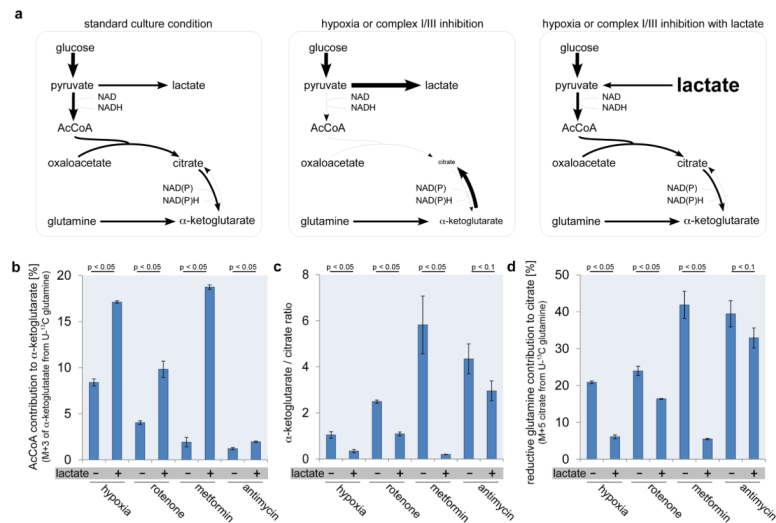 a
standard culture condition
hypoxia or complex I/III inhibition
hypoxia or complex I/III inhibition with lactate
glucose
pyruvate
lactate
NAD
NADH
AcCoA
oxaloacetate
citrate
NAD(P)
NAD(P)H
glutamine
α-ketoglutarate
glucose
pyruvate
lactate
NAD
NADH
AcCoA
oxaloacetate
citrate
NAD(P)
NAD(P)H
glutamine
α-ketoglutarate
glucose
pyruvate
lactate
NAD
NADH
AcCoA
oxaloacetate
citrate
NAD(P)
NAD(P)H
glutamine
α-ketoglutarate
b
p < 0.05 p < 0.05 p < 0.05 p < 0.05
AcCoA contribution to α-ketoglutarate [%]
(M+3 of α-ketoglutatate from U-¹³C glutamine)
20
15
10
5
0
lactate − + − + − + − +
hypoxia rotenone metformin antimycin
c
p < 0.05 p < 0.05 p < 0.05 p < 0.1
α-ketoglutarate / citrate ratio
8
6
4
2
0
− + − + − + − +
hypoxia rotenone metformin antimycin
d
p < 0.05 p < 0.05 p < 0.05 p < 0.1
reductive glutamine contribution to citrate [%]
(M+5 citrate from U-¹³C glutamine)
50
40
30
20
10
0
lactate − + − + − + − +
hypoxia rotenone metformin antimycin